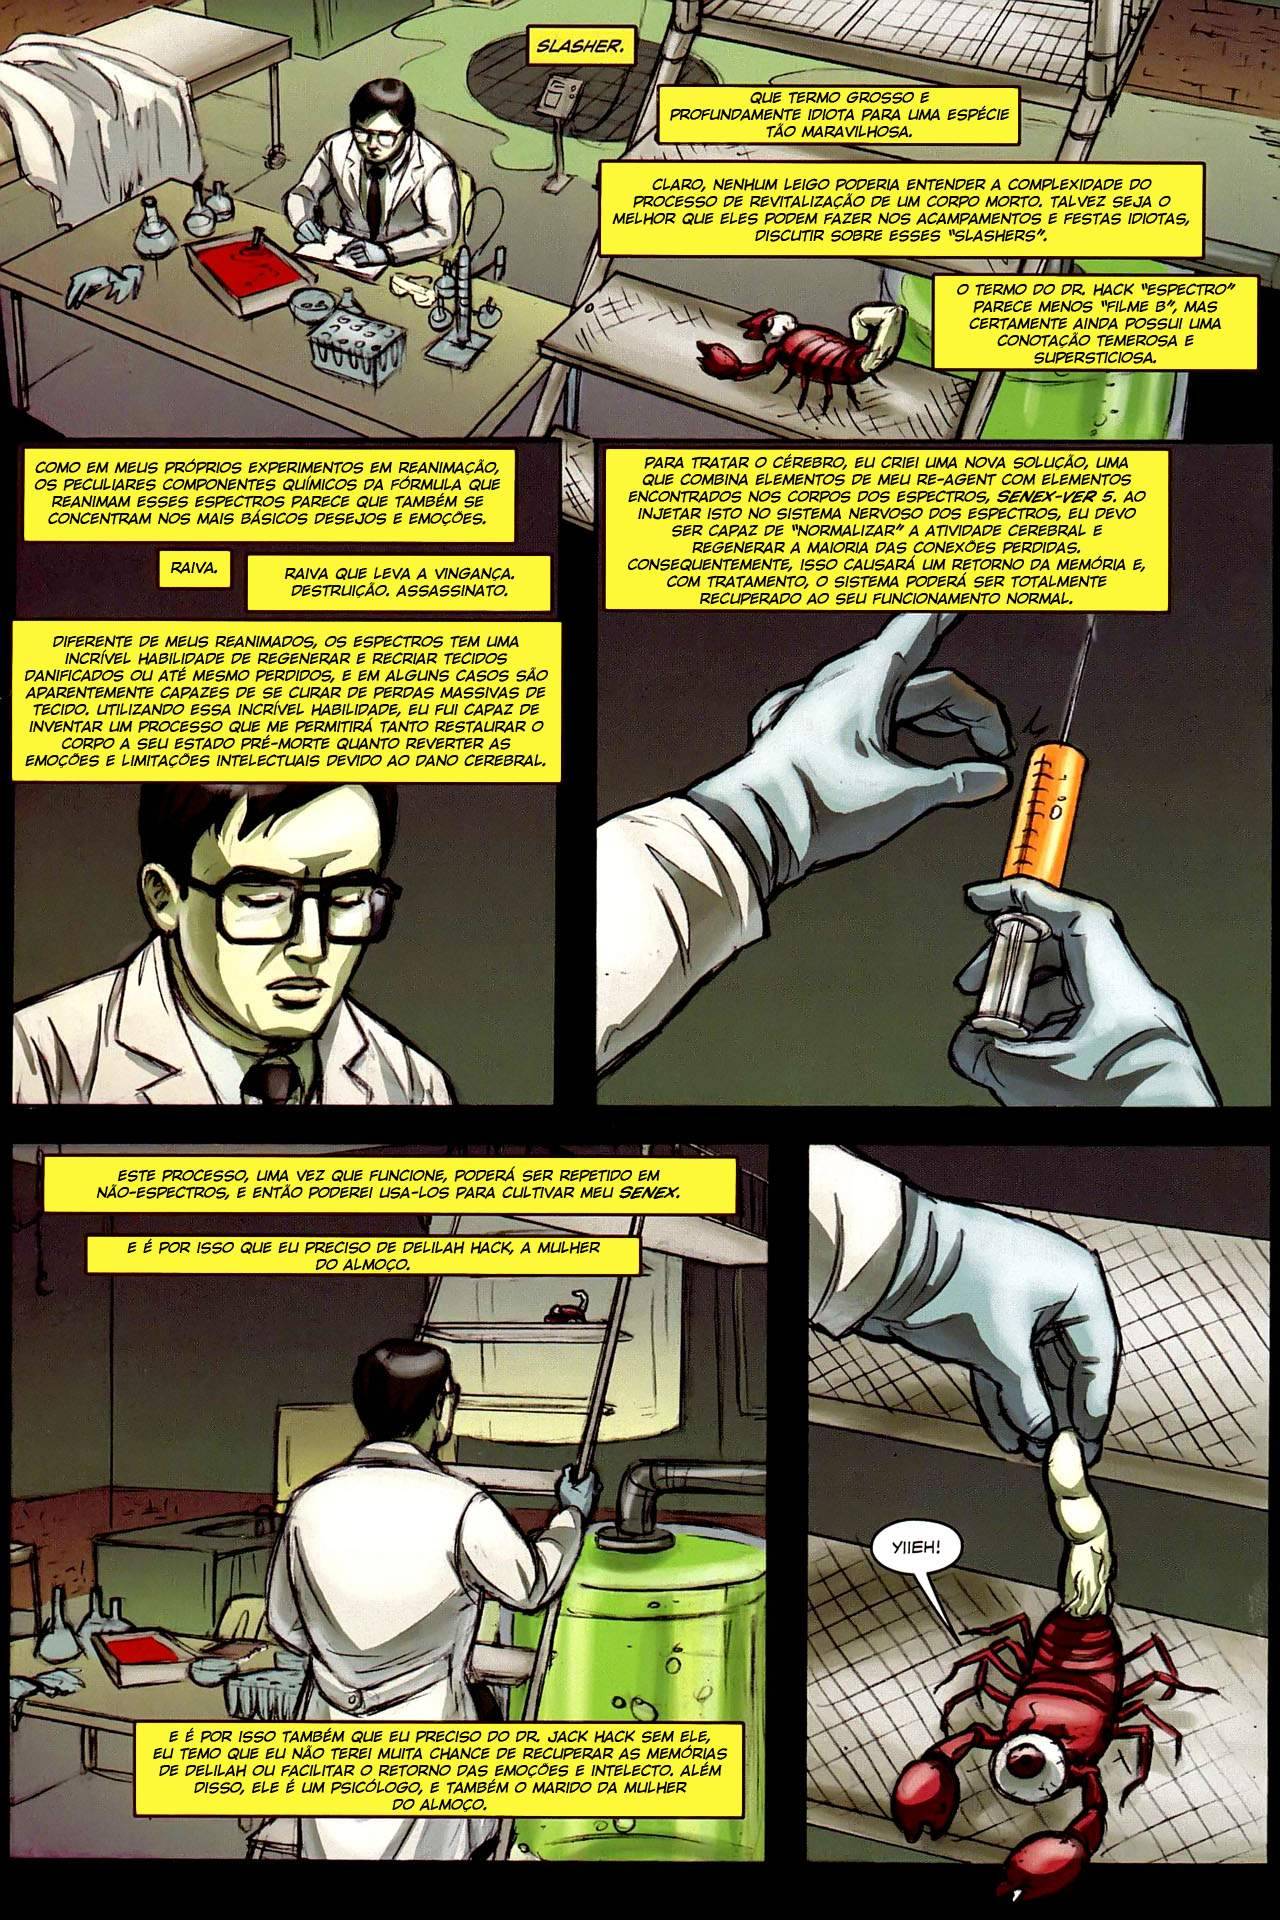 SLASHER.
QUE TERMO GROSSO E
PROFUNDAMENTE IDIOTA PARA UMA ESPÉCIE
TÃO MARAVILHOSA.
CLARO, NENHUM LEIGO PODERIA ENTENDER A COMPLEXIDADE DO
PROCESSO DE REVITALIZAÇÃO DE UM CORPO MORTO. TALVEZ SEJA O
MELHOR QUE ELES PODEM FAZER NOS ACAMPAMENTOS E FESTAS IDIOTAS,
DISCUTIR SOBRE ESSES "SLASHERS".
O TERMO DO DR. HACK "ESPECTRO"
PARECE MENOS "FILME B", MAS
CERTAMENTE AINDA POSSUI UMA
CONOTAÇÃO TEMEROSA E
SUPERSTICIOSA.
COMO EM MEUS PRÓPRIOS EXPERIMENTOS EM REANIMAÇÃO,
OS PECULIARES COMPONENTES QUÍMICOS DA FÓRMULA QUE
REANIMAM ESSES ESPECTROS PARECE QUE TAMBÉM SE
CONCENTRAM NOS MAIS BÁSICOS DESEJOS E EMOÇÕES.
RAIVA.
RAIVA QUE LEVA A VINGANÇA.
DESTRUIÇÃO. ASSASSINATO.
DIFERENTE DE MEUS REANIMADOS, OS ESPECTROS TEM UMA
INCRÍVEL HABILIDADE DE REGENERAR E RECRIAR TECIDOS
DANIFICADOS OU ATÉ MESMO PERDIDOS, E EM ALGUNS CASOS SÃO
APARENTEMENTE CAPAZES DE SE CURAR DE PERDAS MASSIVAS DE
TECIDO. UTILIZANDO ESSA INCRÍVEL HABILIDADE, EU FUI CAPAZ DE
INVENTAR UM PROCESSO QUE ME PERMITIRÁ TANTO RESTAURAR O
CORPO A SEU ESTADO PRÉ-MORTE QUANTO REVERTER AS
EMOÇÕES E LIMITAÇÕES INTELECTUAIS DEVIDO AO DANO CEREBRAL.
PARA TRATAR O CÉREBRO, EU CRIEI UMA NOVA SOLUÇÃO, UMA
QUE COMBINA ELEMENTOS DE MEU RE-AGENT COM ELEMENTOS
ENCONTRADOS NOS CORPOS DOS ESPECTROS, SENEX-VER 5. AO
INJETAR ISTO NO SISTEMA NERVOSO DOS ESPECTROS, EU DEVO
SER CAPAZ DE "NORMALIZAR" A ATIVIDADE CEREBRAL E
REGENERAR A MAIORIA DAS CONEXÕES PERDIDAS.
CONSEQUENTEMENTE, ISSO CAUSARÁ UM RETORNO DA MEMÓRIA E,
COM TRATAMENTO, O SISTEMA PODERÁ SER TOTALMENTE
RECUPERADO AO SEU FUNCIONAMENTO NORMAL.
ESTE PROCESSO, UMA VEZ QUE FUNCIONE, PODERÁ SER REPETIDO EM
NÃO-ESPECTROS, E ENTÃO PODEREI USA-LOS PARA CULTIVAR MEU SENEX.
E É POR ISSO QUE EU PRECISO DE DELILAH HACK, A MULHER
DO ALMOÇO.
E É POR ISSO TAMBÉM QUE EU PRECISO DO DR. JACK HACK SEM ELE,
EU TEMO QUE EU NÃO TEREI MUITA CHANCE DE RECUPERAR AS MEMÓRIAS
DE DELILAH OU FACILITAR O RETORNO DAS EMOÇÕES E INTELECTO. ALÉM
DISSO, ELE É UM PSICÓLOGO, E TAMBÉM O MARIDO DA MULHER
DO ALMOÇO.
YIIEH!